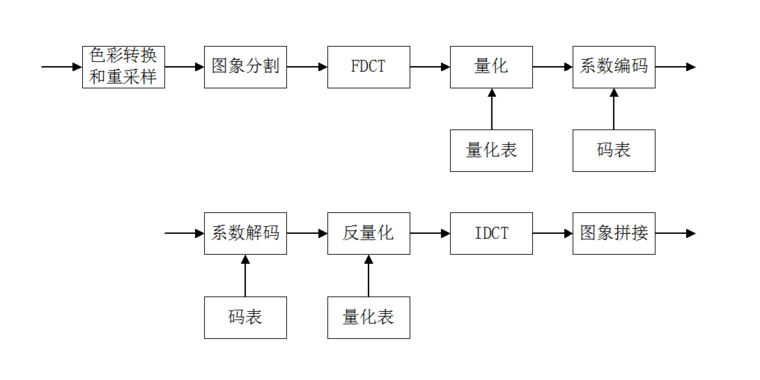 色彩转换
和重采样
图象分割
FDCT
量化
系数编码
量化表
码表
系数解码
反量化
IDCT
图象拼接
码表
量化表